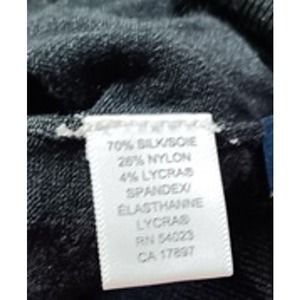 70% SILK/SOIE
26% NYLON
4% LYCRA®
SPANDEX/
ÉLASTHANNE
LYCRA®
RN 54023
CA 17897